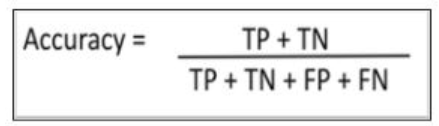 Accuracy = TP + TN
TP + TN + FP + FN